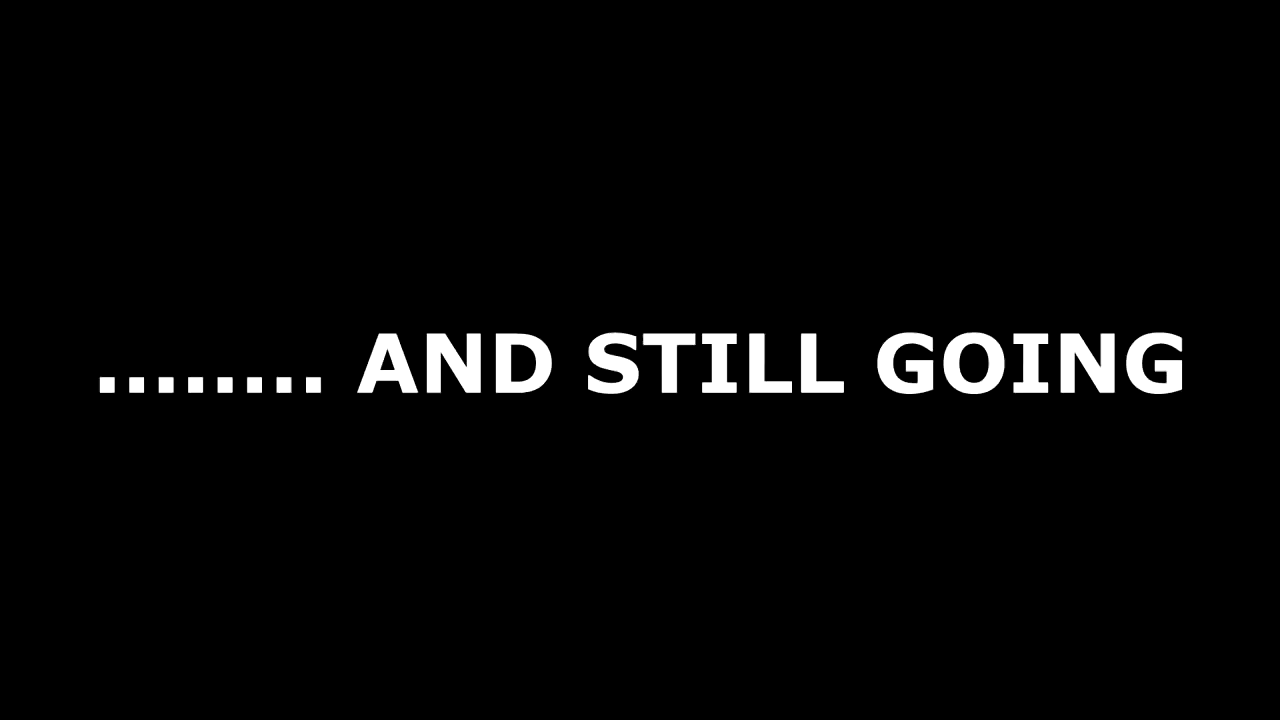 ........ AND STILL GOING